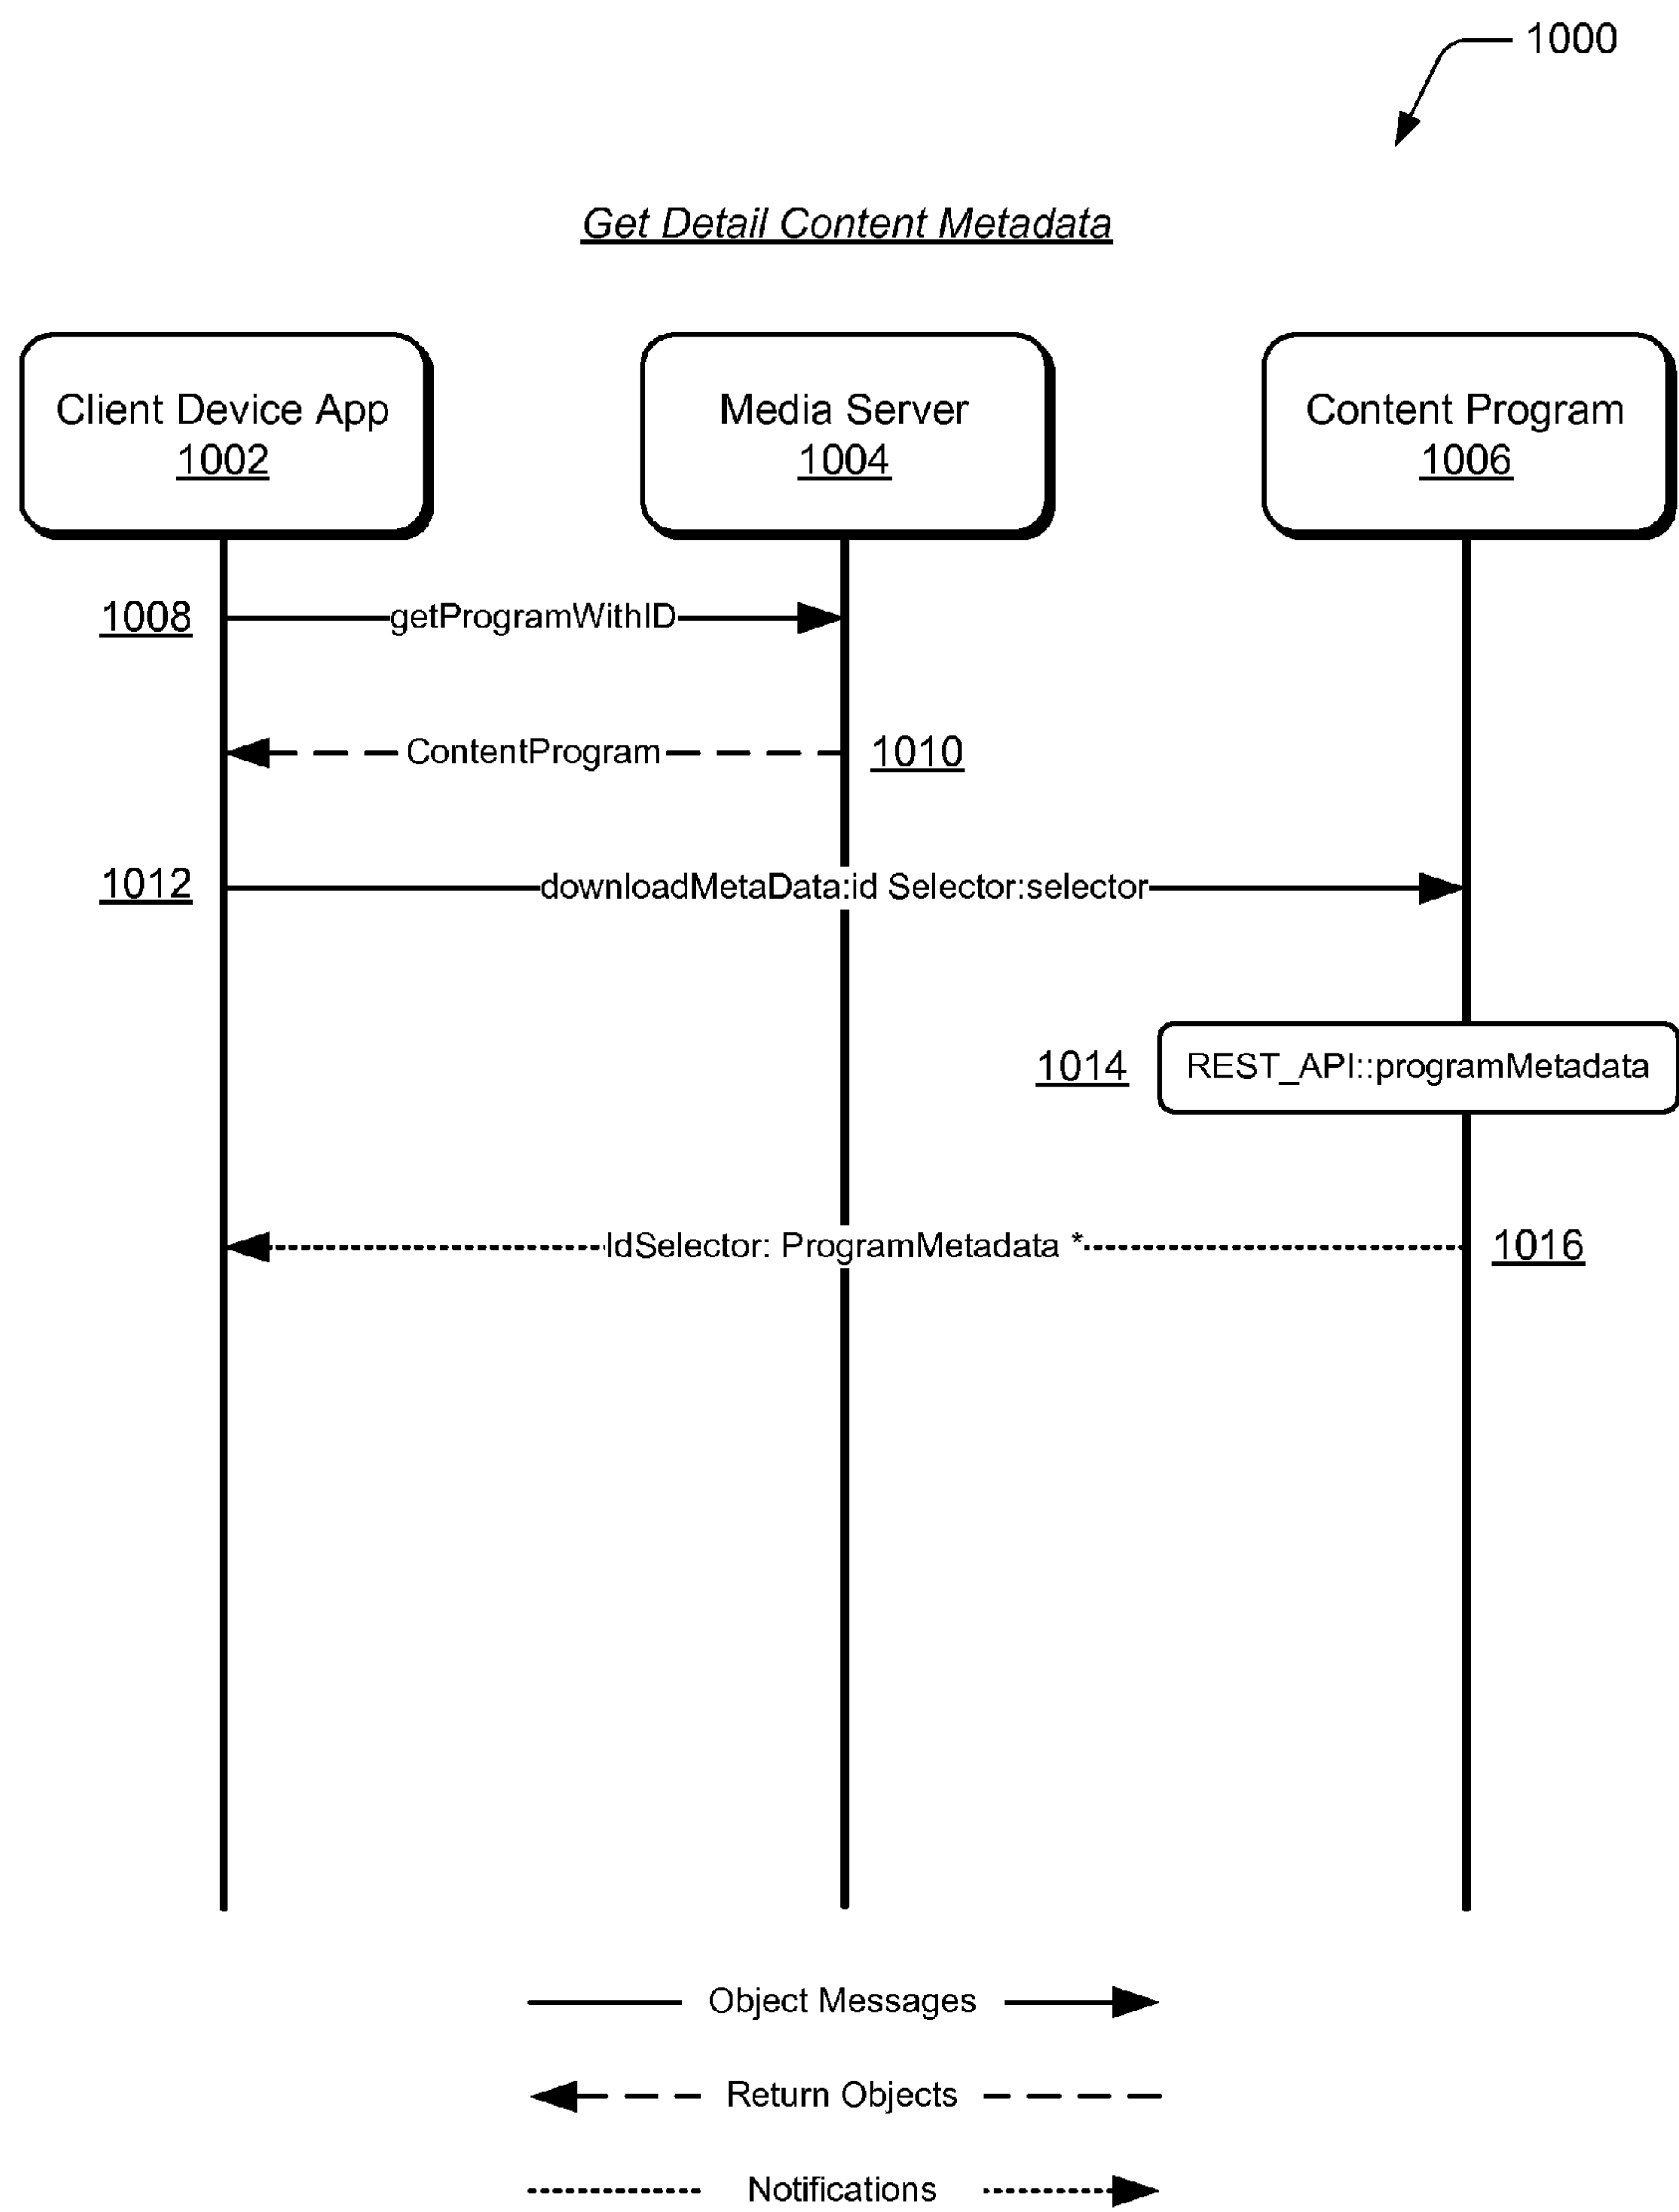 1000
Get Detail Content Metadata
Client Device App
1002
Media Server
1004
Content Program
1006
1008
getProgramWithID
ContentProgram
1010
1012
downloadMetaData:id Selector:selector
1014
REST_API::programMetadata
IdSelector: ProgramMetadata *
1016
Object Messages
Return Objects
Notifications